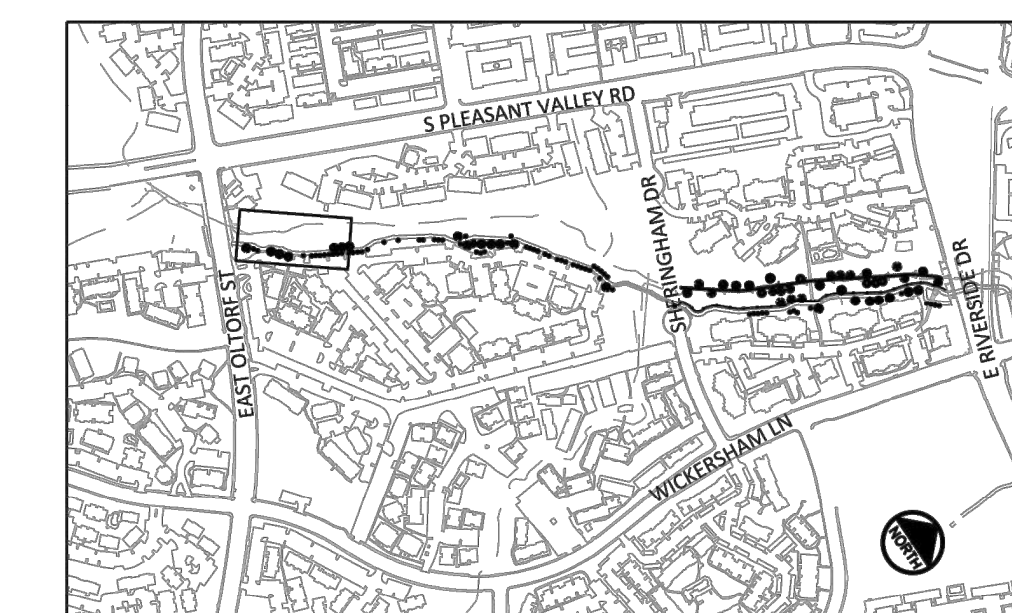 S PLEASANT VALLEY RD
SHERINGHAM DR
E RIVERSIDE DR
EAST OLTORF ST
WICKERSHAM LN
NORTH